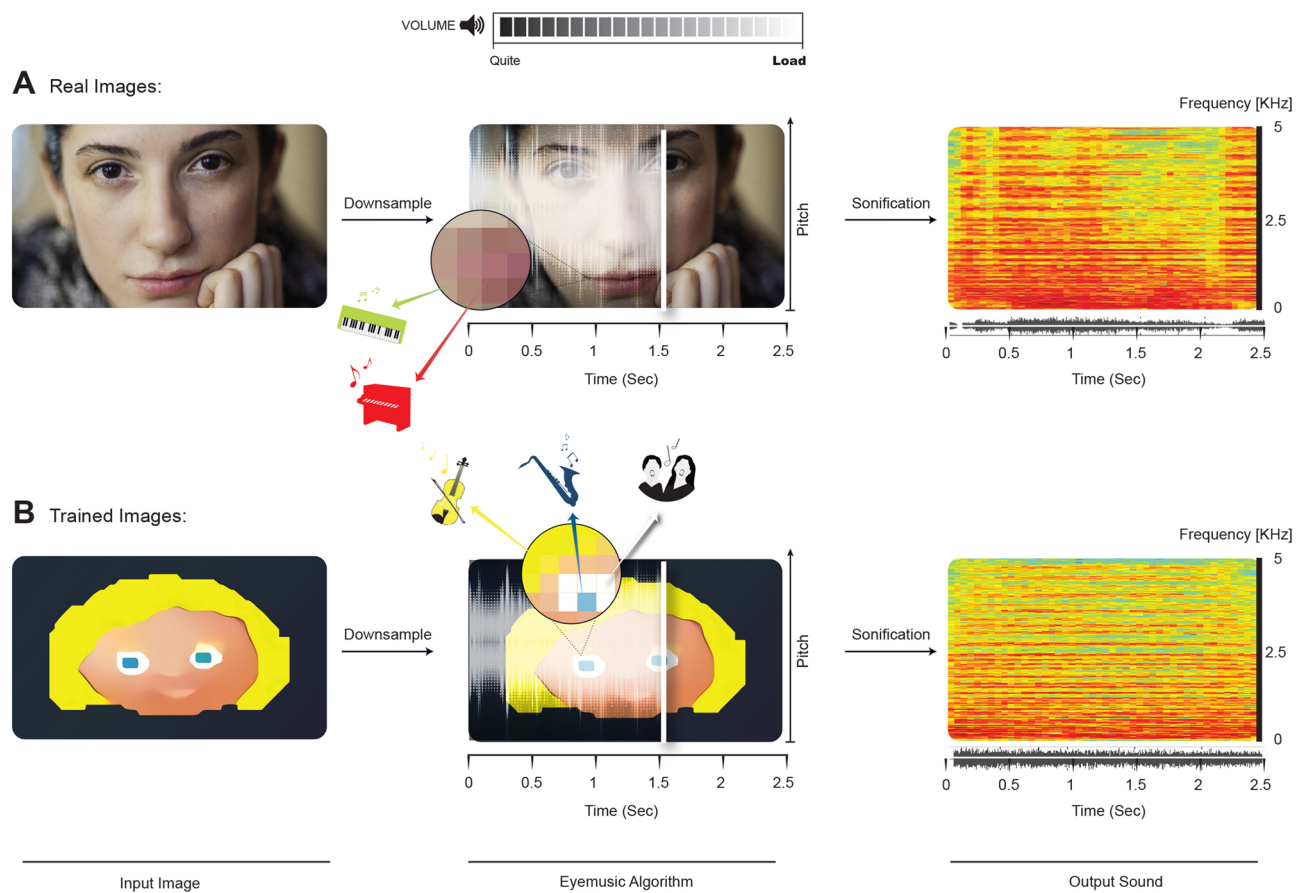 VOLUME
Quite Load
A Real Images:
Frequency [KHz]
5
2.5
0
Downsample
Pitch
Sonification
0 0.5 1 1.5 2 2.5
Time (Sec)
0 0.5 1 1.5 2 2.5
Time (Sec)
B Trained Images:
Frequency [KHz]
5
2.5
0
Downsample
Pitch
Sonification
0 0.5 1 1.5 2 2.5
Time (Sec)
0 0.5 1 1.5 2 2.5
Time (Sec)
Input Image
Eyemusic Algorithm
Output Sound